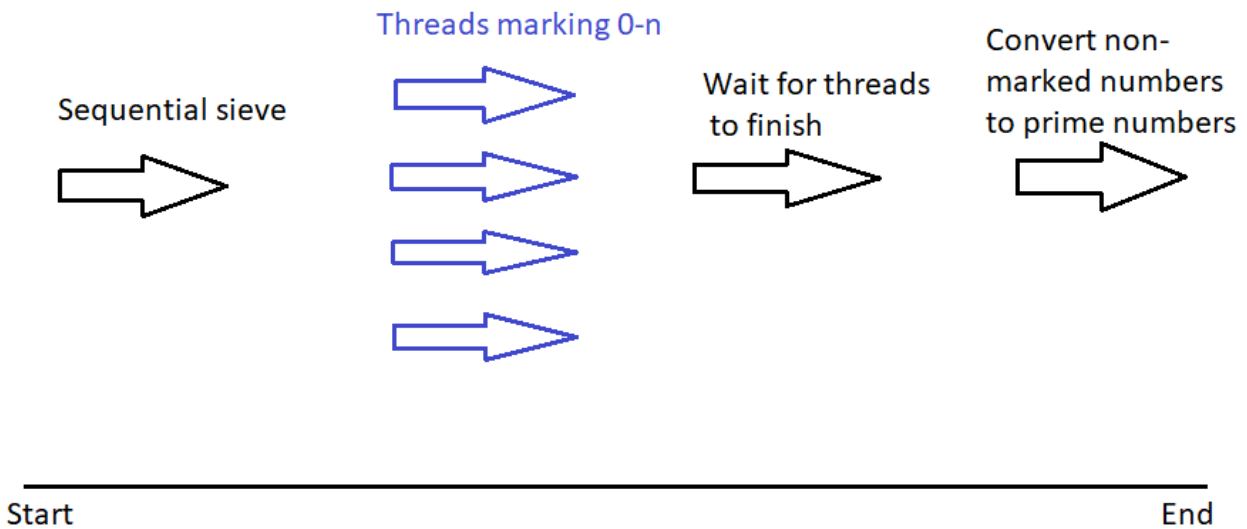 Threads marking 0-n
Sequential sieve
Wait for threads
to finish
Convert non-
marked numbers
to prime numbers
Start
End